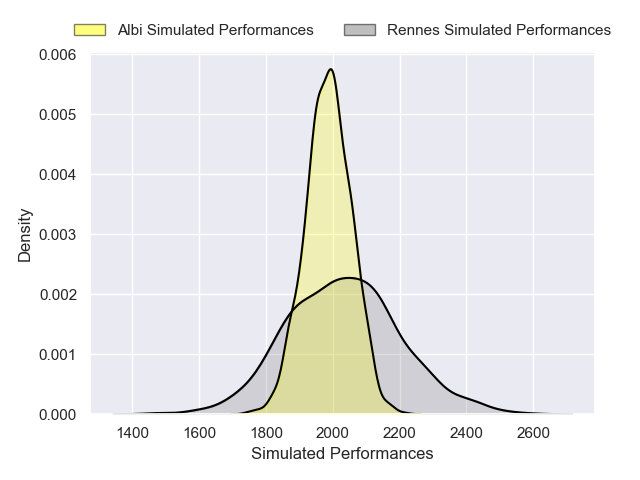 Albi Simulated Performances Rennes Simulated Performances
0.006
0.005
0.004
0.003
0.002
0.001
0.000
Density
1400 1600 1800 2000 2200 2400 2600
Simulated Performances